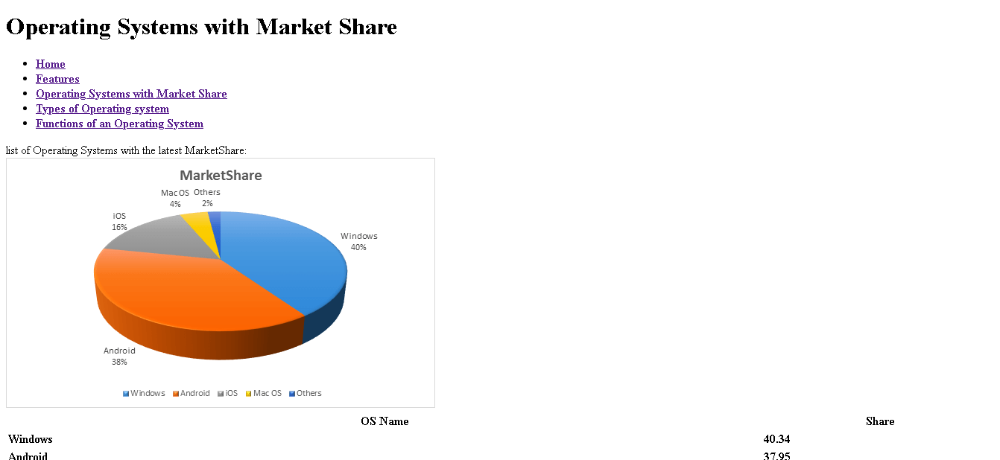 Operating Systems with Market Share
Home
Features
Operating Systems with Market Share
Types of Operating system
Functions of an Operating System
list of Operating Systems with the latest MarketShare:
MarketShare
Mac OS Others
4% 2%
iOS
16%
Windows
40%
Android
38%
Windows Android iOS Mac OS Others
OS Name Share
Windows 40.34
Android 37.95